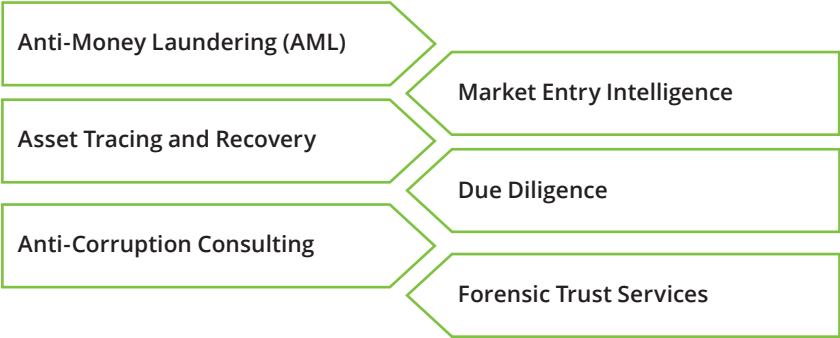 Anti-Money Laundering (AML)
Market Entry Intelligence
Asset Tracing and Recovery
Due Diligence
Anti-Corruption Consulting
Forensic Trust Services